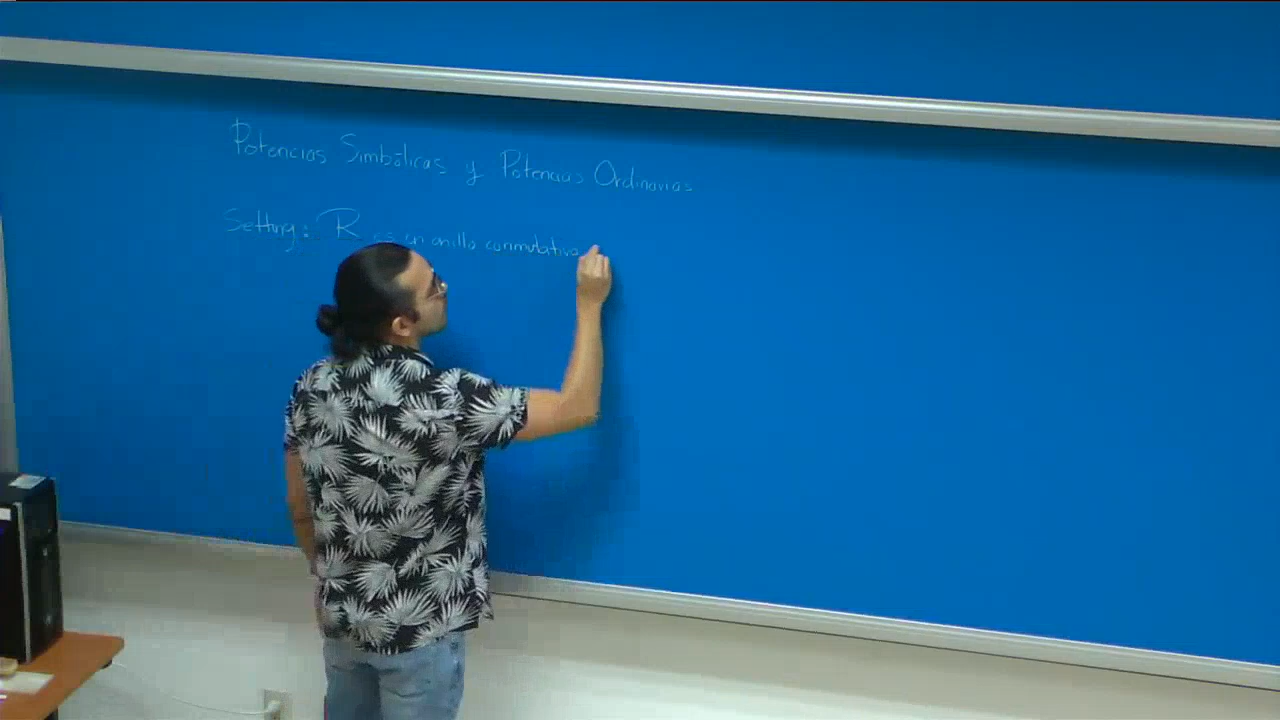 Potencias Simbólicas y Potencias Ordinarias
Setting: R es un anillo conmutativo